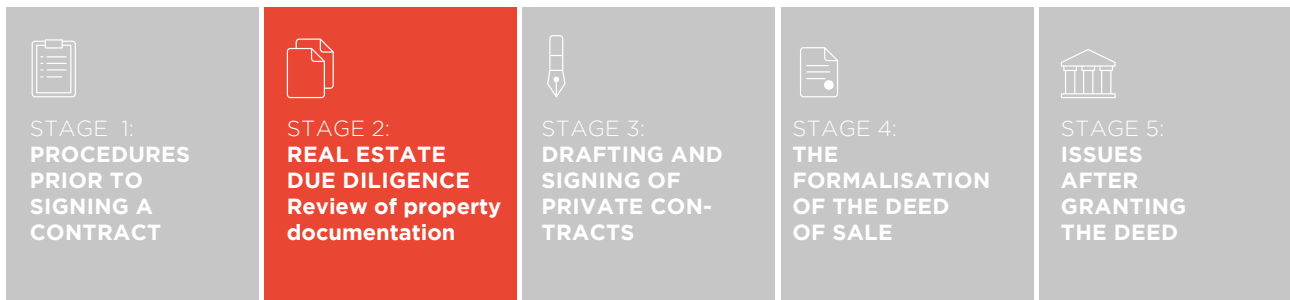 STAGE 1:
PROCEDURES
PRIOR TO
SIGNING A
CONTRACT
STAGE 2:
REAL ESTATE
DUE DILIGENCE
Review of property
documentation
STAGE 3:
DRAFTING AND
SIGNING OF
PRIVATE CON-
TRACTS
STAGE 4:
THE
FORMALISATION
OF THE DEED
OF SALE
STAGE 5:
ISSUES
AFTER
GRANTING
THE DEED